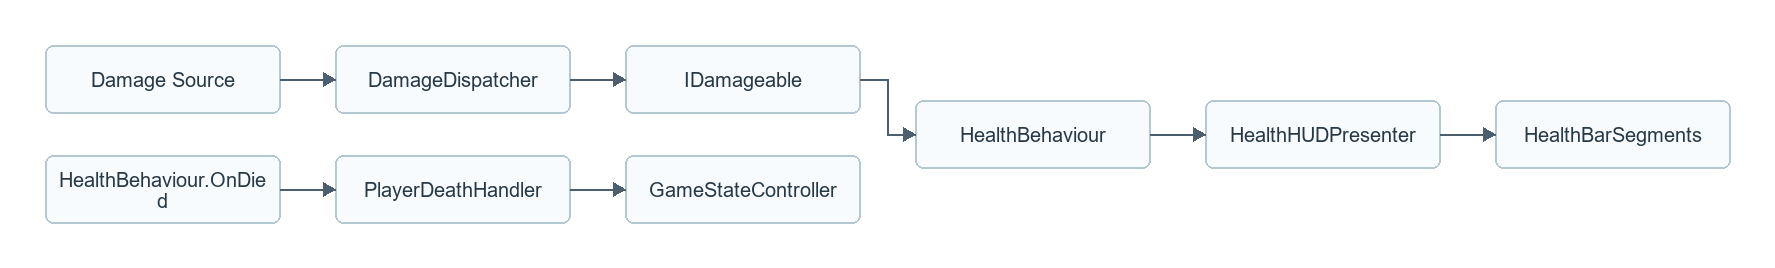 Damage Source
DamageDispatcher
IDamageable
HealthBehaviour
HealthHUDPresenter
HealthBarSegments
HealthBehaviour.OnDie
d
PlayerDeathHandler
GameStateController